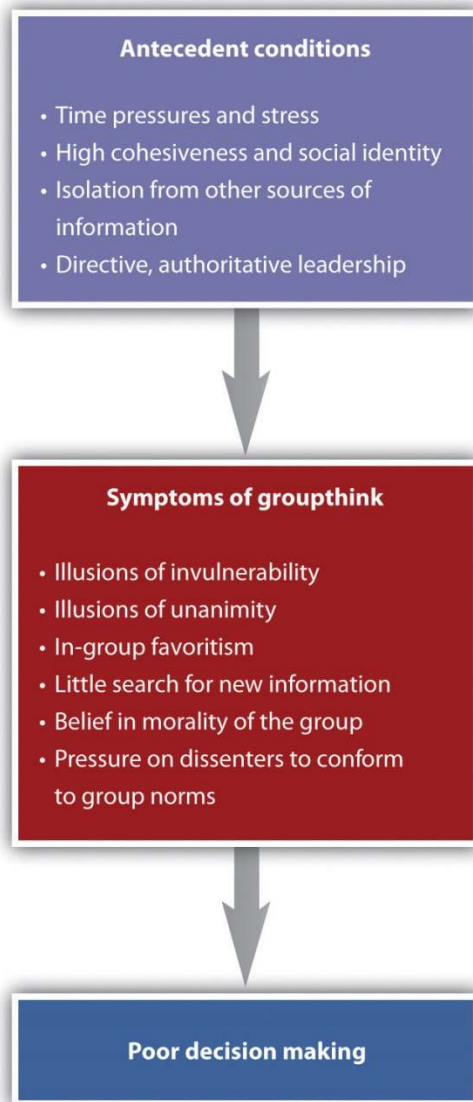 Antecedent conditions
• Time pressures and stress
• High cohesiveness and social identity
• Isolation from other sources of
information
• Directive, authoritative leadership
Symptoms of groupthink
• Illusions of invulnerability
• Illusions of unanimity
• In-group favoritism
• Little search for new information
• Belief in morality of the group
• Pressure on dissenters to conform
to group norms
Poor decision making